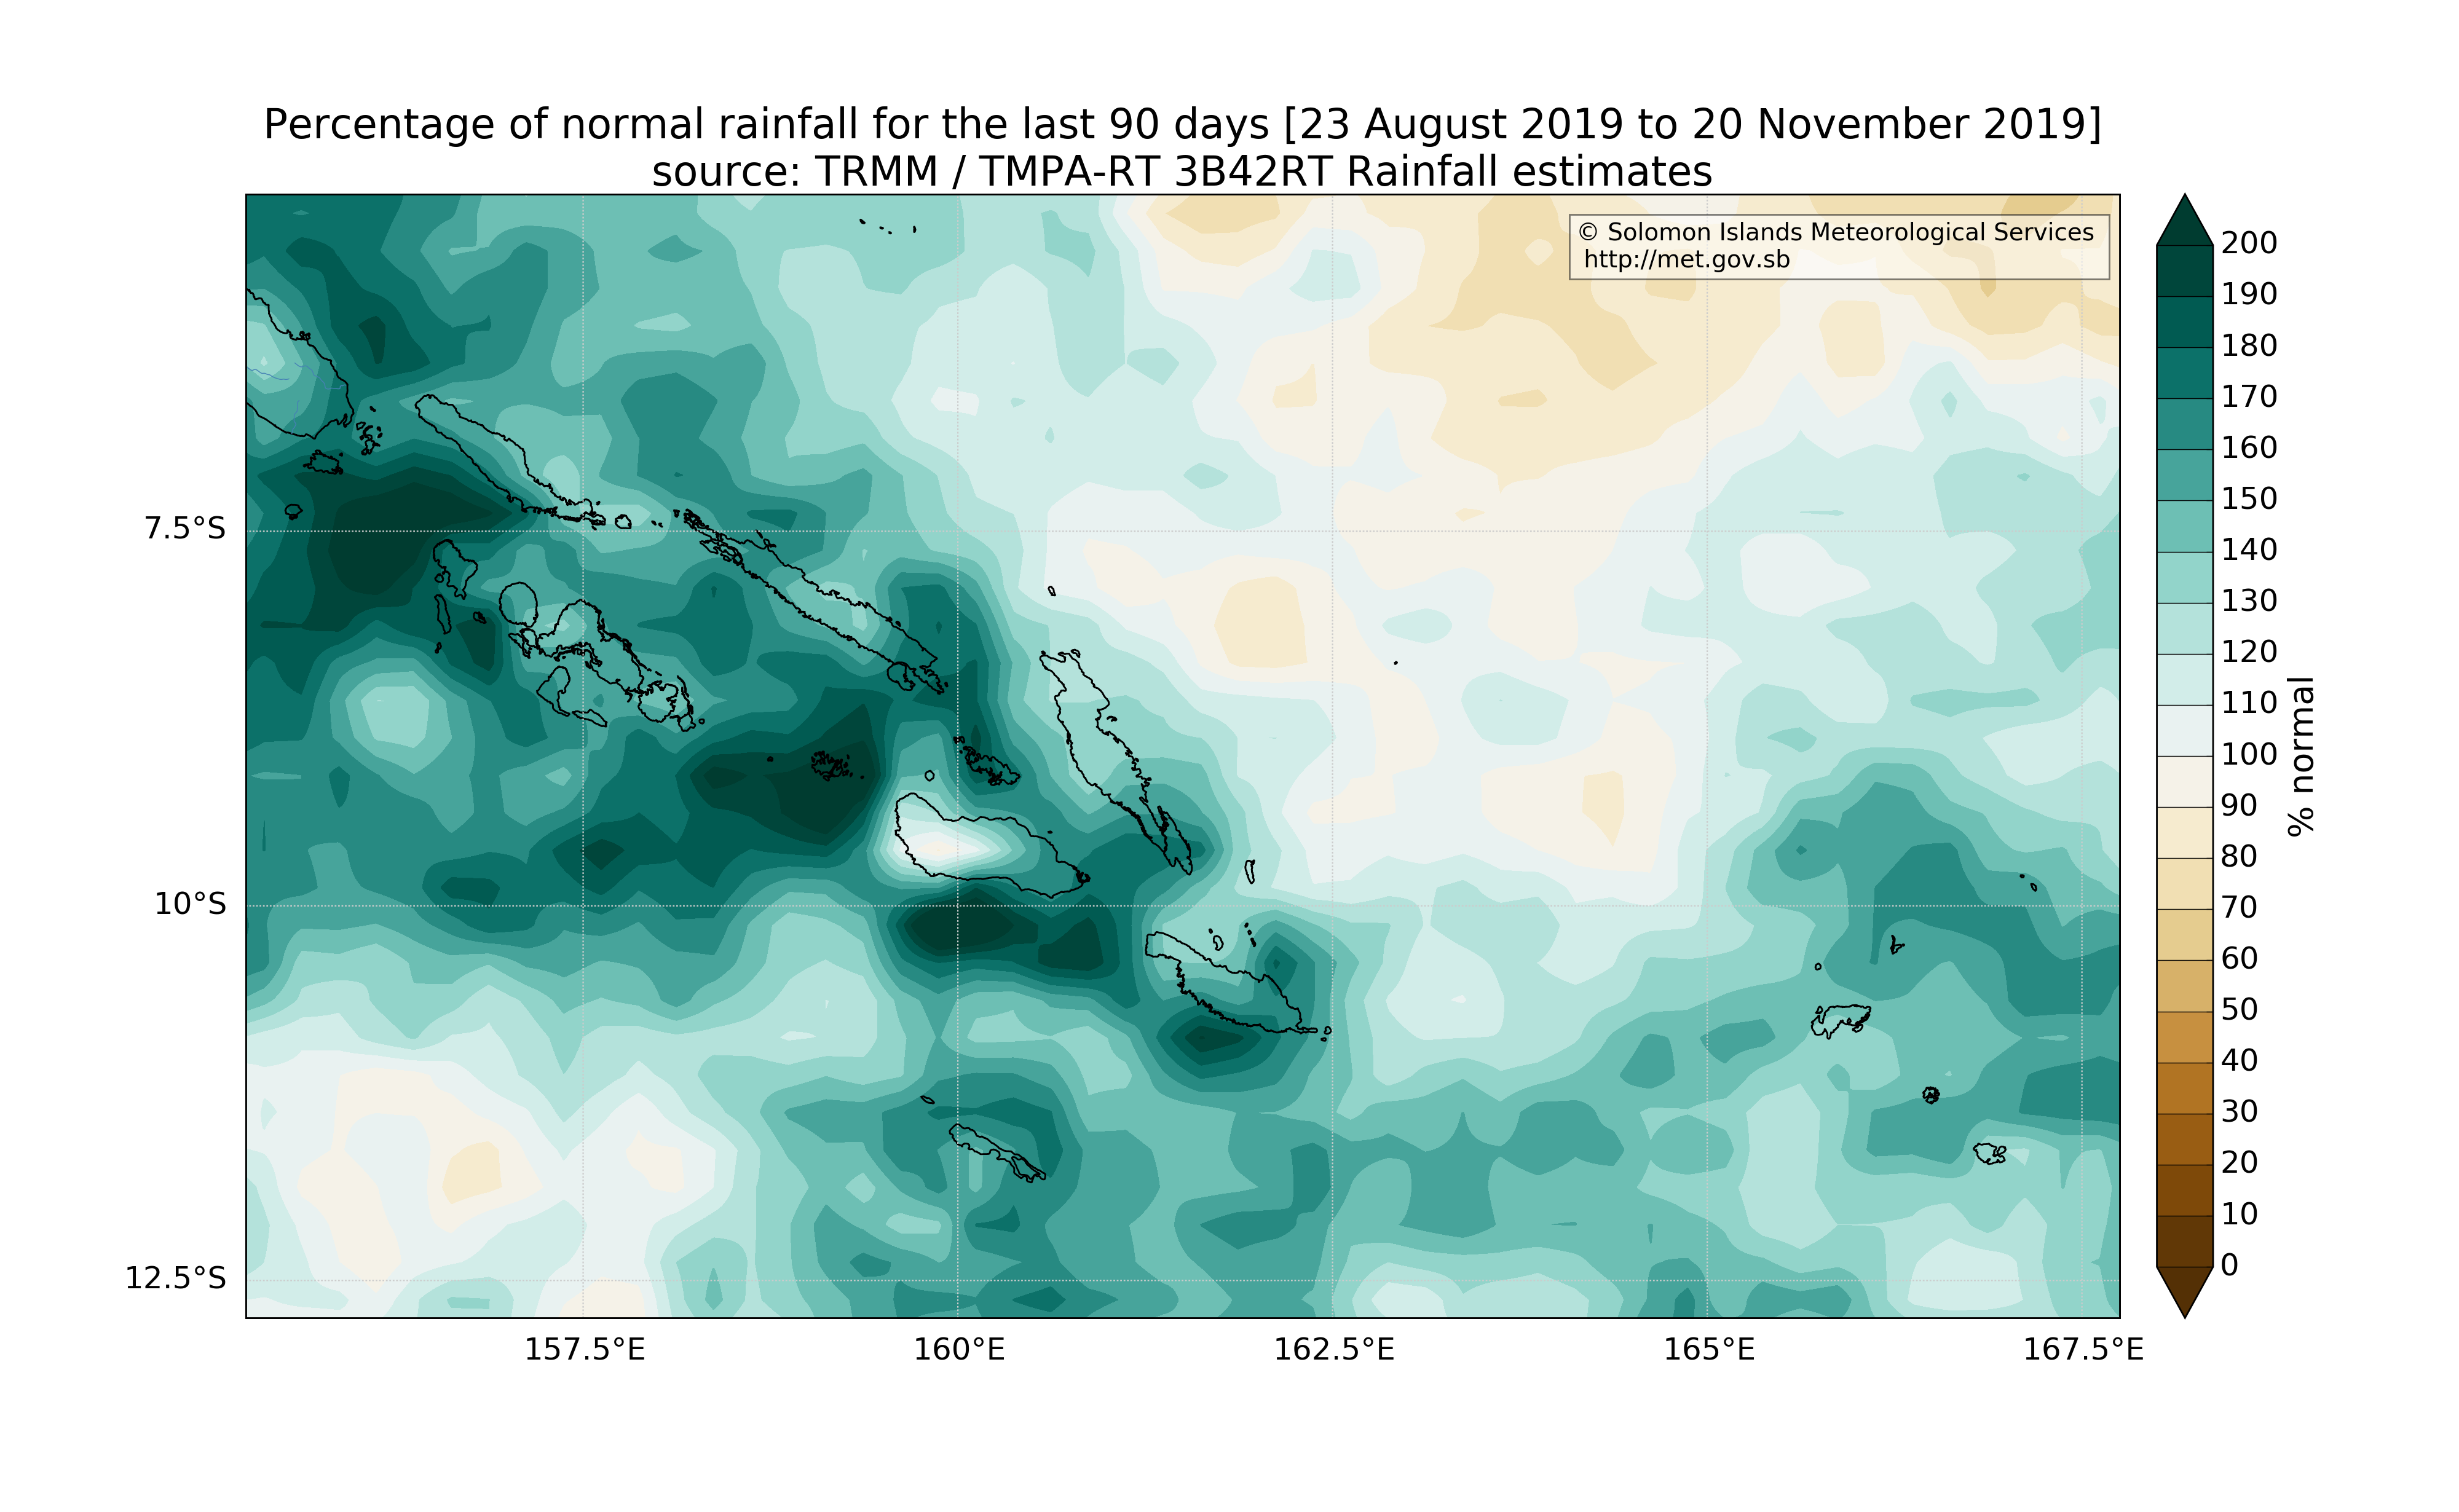 Percentage of normal rainfall for the last 90 days [23 August 2019 to 20 November 2019]
source: TRMM / TMPA-RT 3B42RT Rainfall estimates
© Solomon Islands Meteorological Services
http://met.gov.sb
7.5°S
10°S
12.5°S
157.5°E
160°E
162.5°E
165°E
167.5°E
200
190
180
170
160
150
140
130
120
110
100
90
80
70
60
50
40
30
20
10
0
% normal